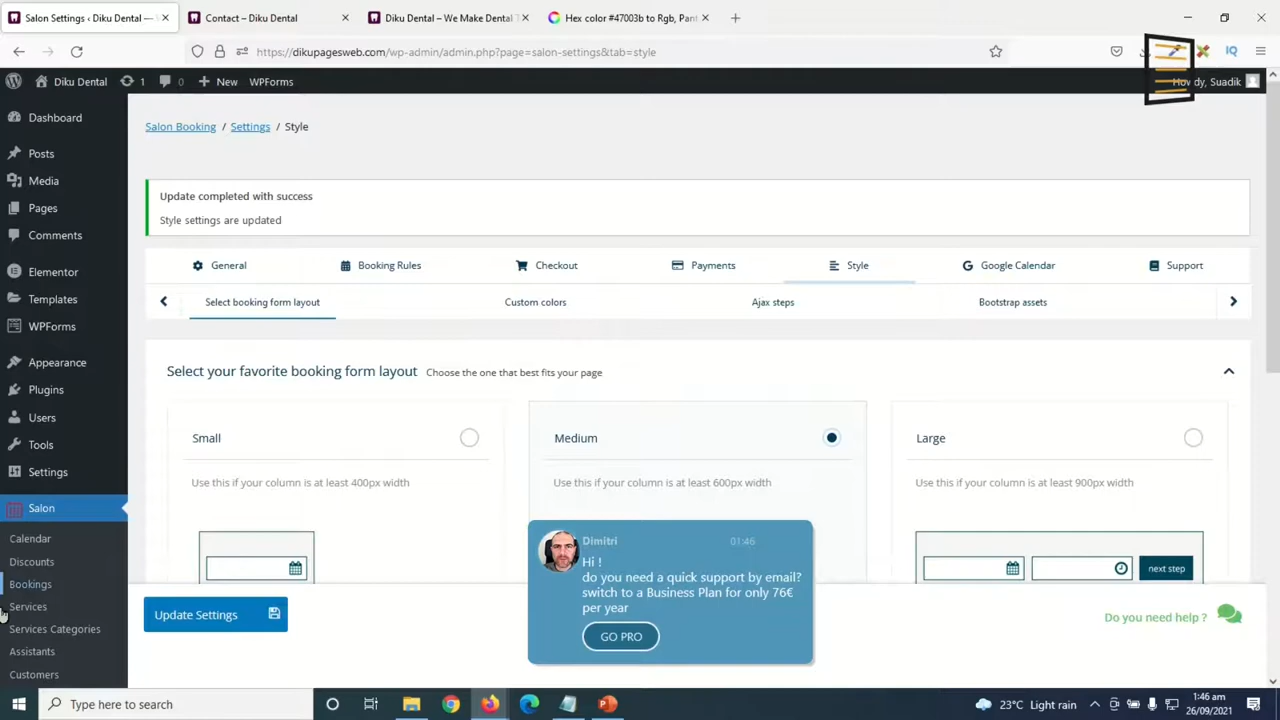 Salon Settings ‹ Diku Dental —
Contact – Diku Dental
Diku Dental – We Make Dental T
Hex color #47003b to Rgb, Pant
https://dikupagesweb.com/wp-admin/admin.php?page=salon-settings&tab=style
IQ
Diku Dental
1
0
New
WPForms
Howdy, Suadik
Dashboard
Posts
Media
Pages
Comments
Elementor
Templates
WPForms
Appearance
Plugins
Users
Tools
Settings
Salon
Calendar
Discounts
Bookings
Services
Services Categories
Assistants
Customers
Salon Booking / Settings / Style
Update completed with success
Style settings are updated
General
Booking Rules
Checkout
Payments
Style
Google Calendar
Support
Select booking form layout
Custom colors
Ajax steps
Bootstrap assets
Select your favorite booking form layout Choose the one that best fits your page
Small
Use this if your column is at least 400px width
Medium
Use this if your column is at least 600px width
Large
Use this if your column is at least 900px width
next step
Dimitri 01:46
Hi !
do you need a quick support by email?
switch to a Business Plan for only 76€
per year
GO PRO
Update Settings
Do you need help ?
Type here to search
23°C Light rain
1:46 am
26/09/2021